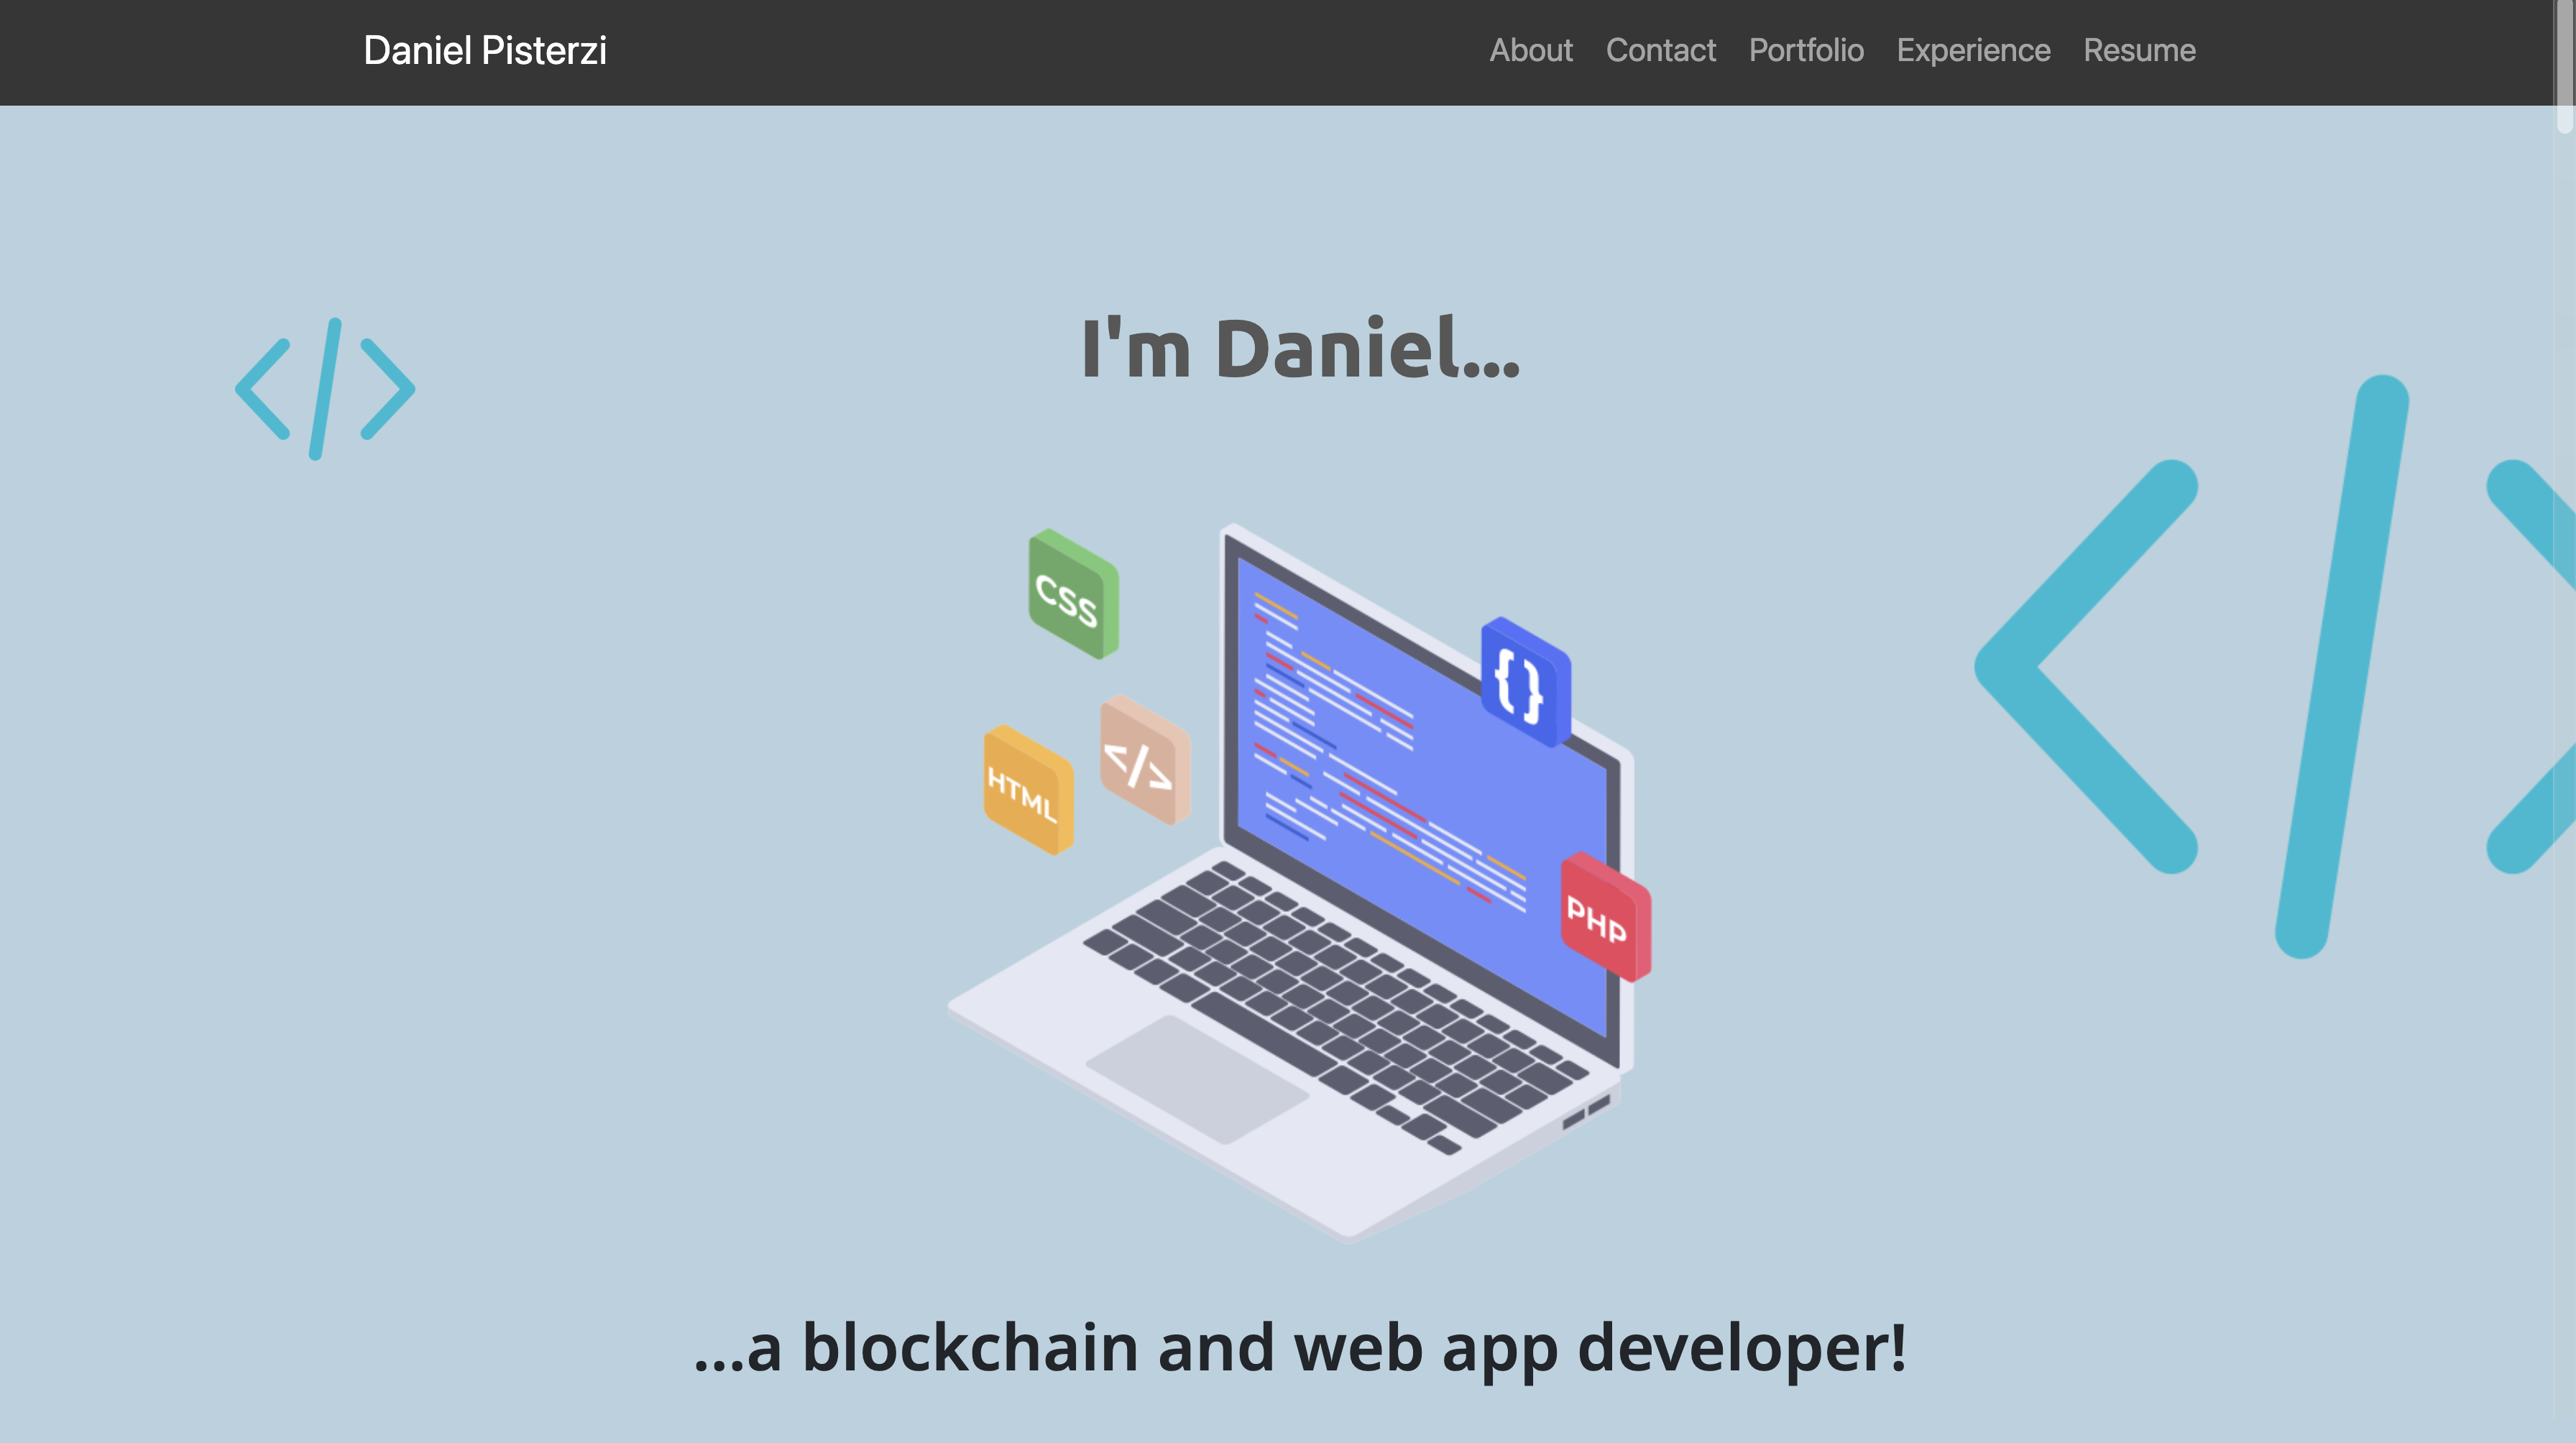 Daniel Pisterzi
About Contact Portfolio Experience Resume
I'm Daniel...
</>
</>
CSS
{}
</>
HTML
PHP
...a blockchain and web app developer!